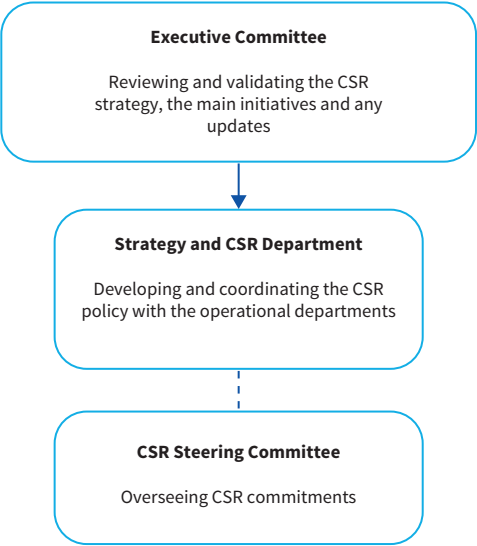 Executive Committee
Reviewing and validating the CSR
strategy, the main initiatives and any
updates
Strategy and CSR Department
Developing and coordinating the CSR
policy with the operational departments
CSR Steering Committee
Overseeing CSR commitments